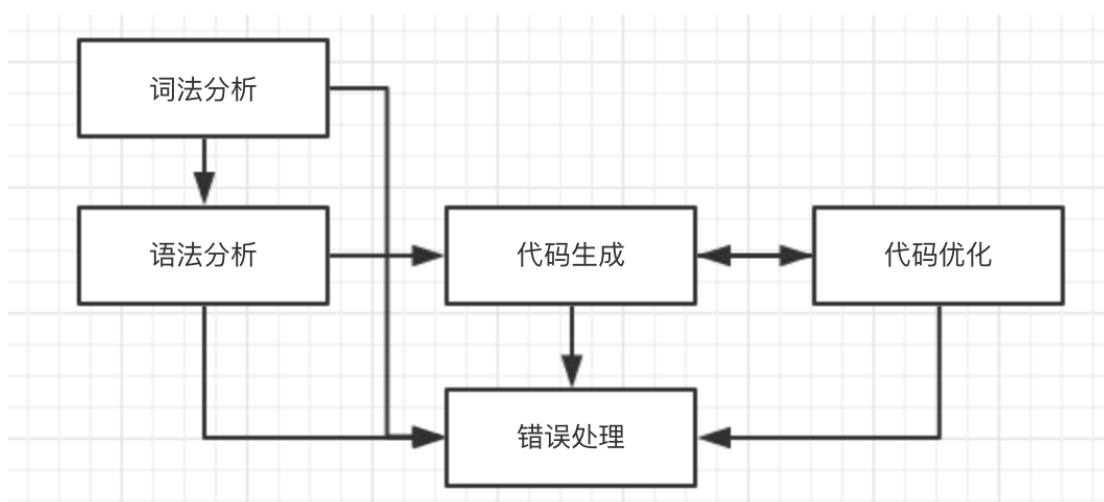 词法分析
语法分析
代码生成
代码优化
错误处理